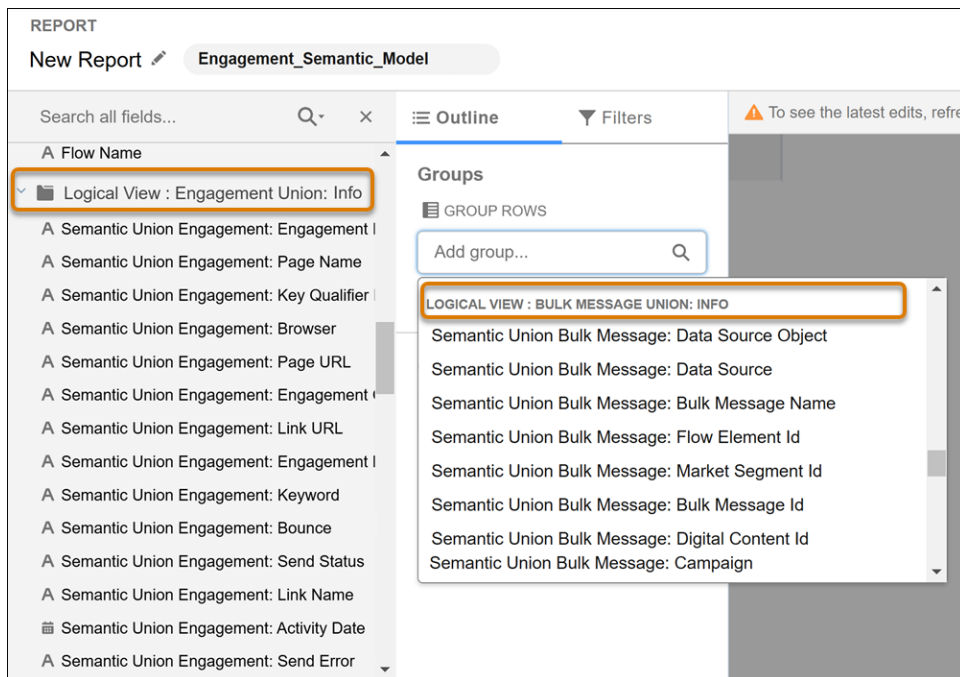 REPORT
New Report
Engagement_Semantic_Model
Search all fields...
Flow Name
Logical View : Engagement Union: Info
Semantic Union Engagement: Engagement
Semantic Union Engagement: Page Name
Semantic Union Engagement: Key Qualifier
Semantic Union Engagement: Browser
Semantic Union Engagement: Page URL
Semantic Union Engagement: Engagement
Semantic Union Engagement: Link URL
Semantic Union Engagement: Engagement
Semantic Union Engagement: Keyword
Semantic Union Engagement: Bounce
Semantic Union Engagement: Send Status
Semantic Union Engagement: Link Name
Semantic Union Engagement: Activity Date
Semantic Union Engagement: Send Error
Outline
Filters
Groups
GROUP ROWS
Add group...
LOGICAL VIEW : BULK MESSAGE UNION: INFO
Semantic Union Bulk Message: Data Source Object
Semantic Union Bulk Message: Data Source
Semantic Union Bulk Message: Bulk Message Name
Semantic Union Bulk Message: Flow Element Id
Semantic Union Bulk Message: Market Segment Id
Semantic Union Bulk Message: Bulk Message Id
Semantic Union Bulk Message: Digital Content Id
Semantic Union Bulk Message: Campaign
To see the latest edits, refre